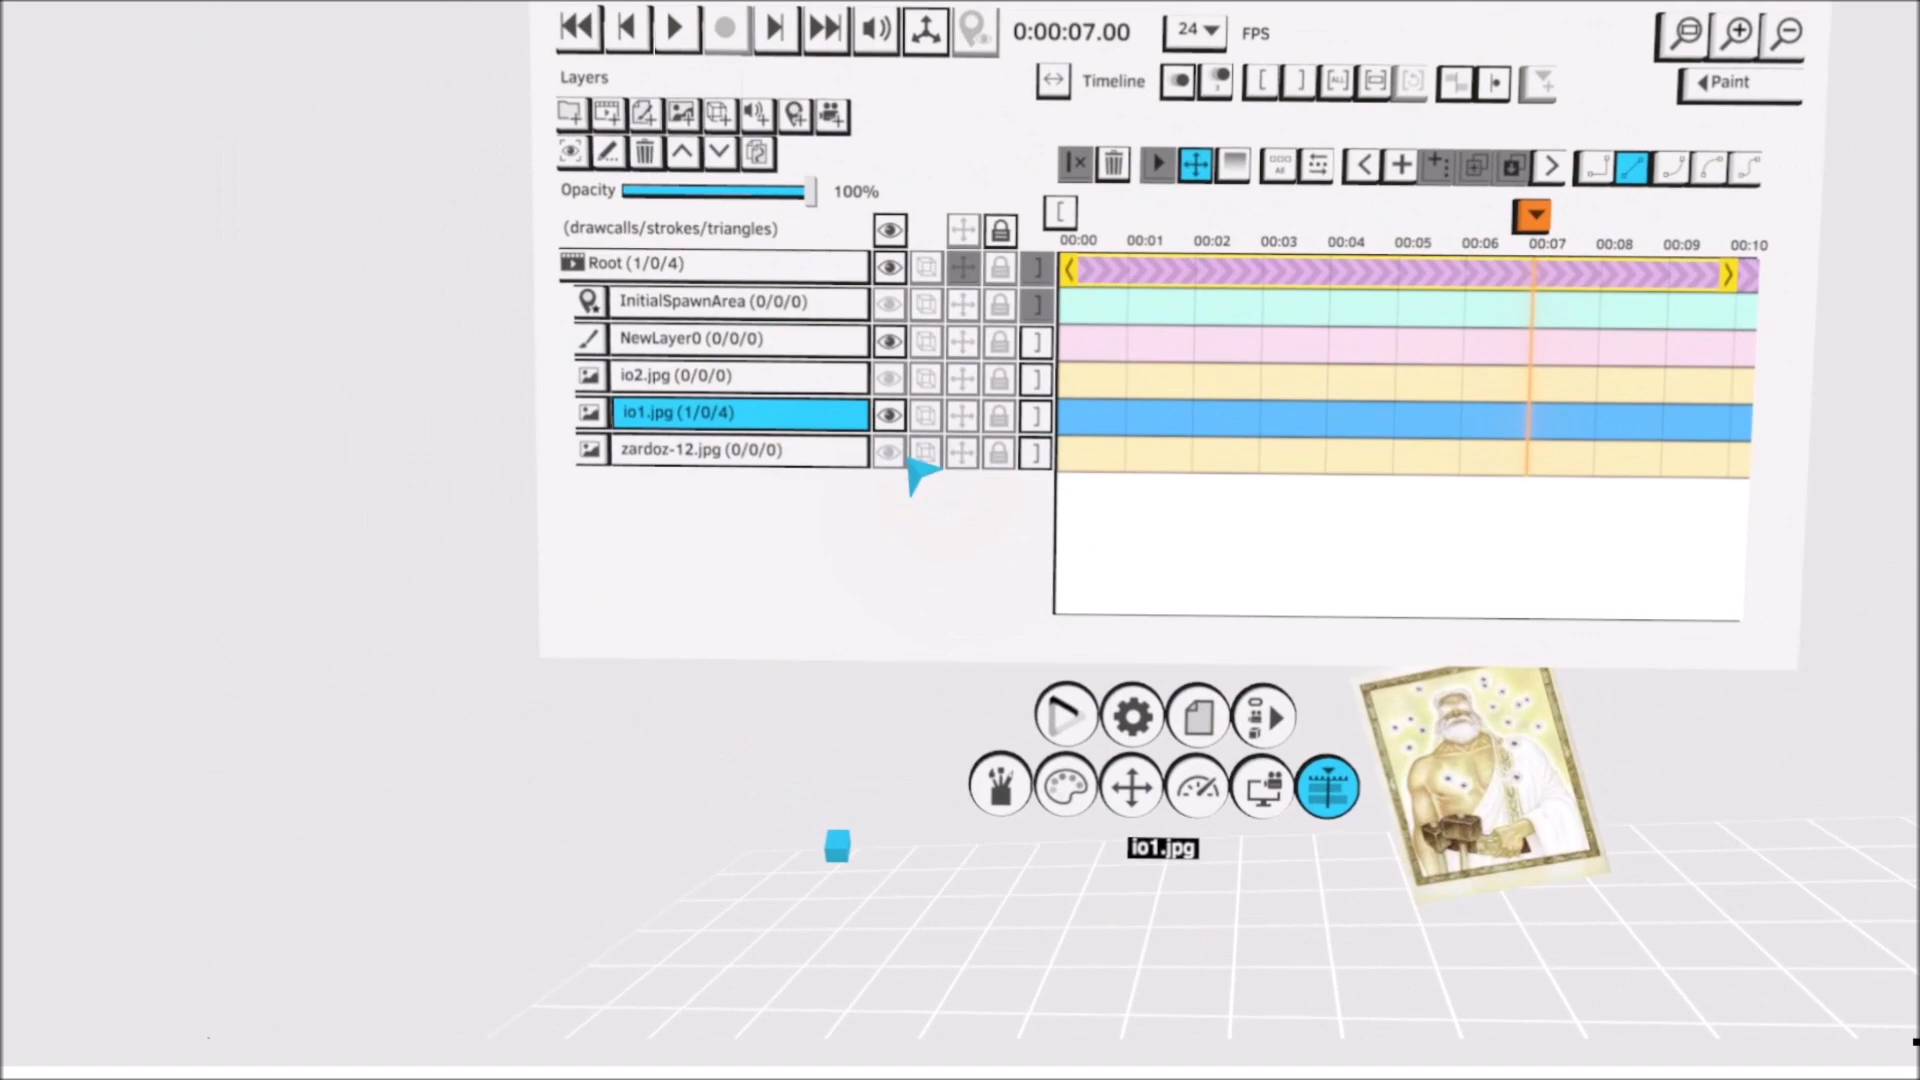 0:00:07.00
24
FPS
Layers
Timeline
Paint
Opacity
100%
(drawcalls/strokes/triangles)
00:00 00:01 00:02 00:03 00:04 00:05 00:06 00:07 00:08 00:09 00:10
Root (1/0/4)
InitialSpawnArea (0/0/0)
NewLayer0 (0/0/0)
io2.jpg (0/0/0)
io1.jpg (1/0/4)
zardoz-12.jpg (0/0/0)
io1.jpg